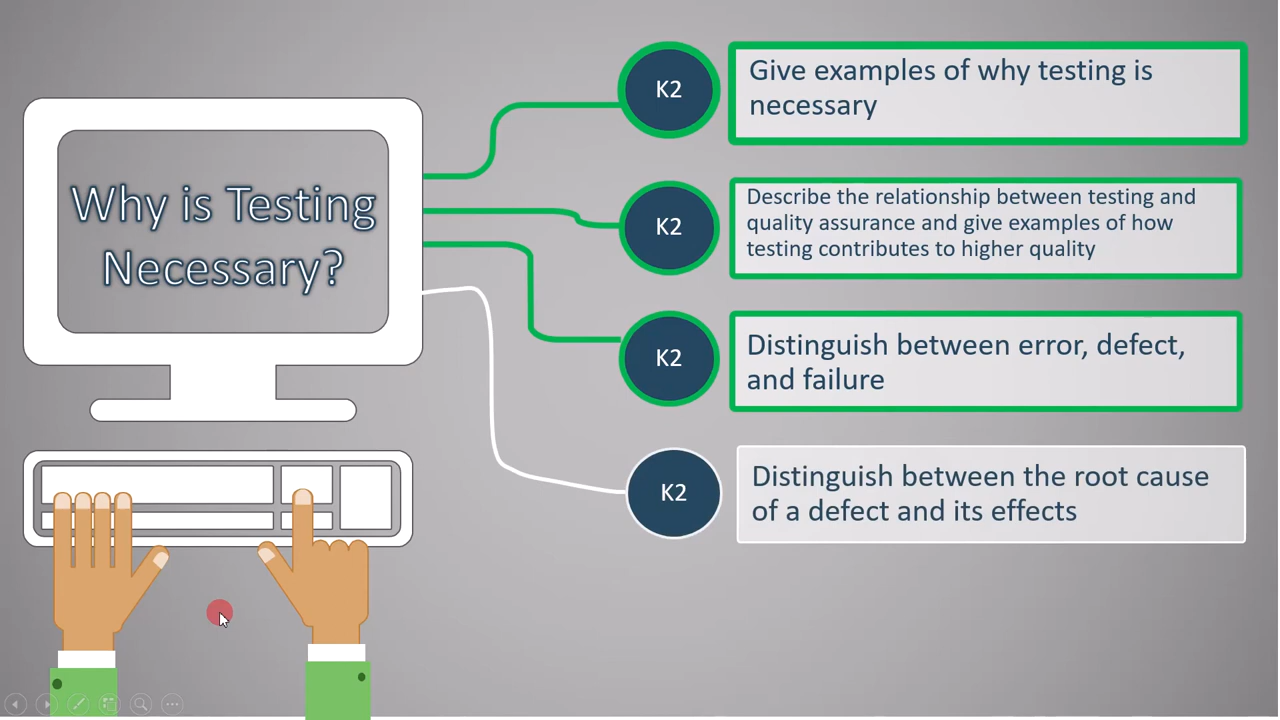 Why is Testing
Necessary?
K2
Give examples of why testing is
necessary
K2
Describe the relationship between testing and
quality assurance and give examples of how
testing contributes to higher quality
K2
Distinguish between error, defect,
and failure
K2
Distinguish between the root cause
of a defect and its effects